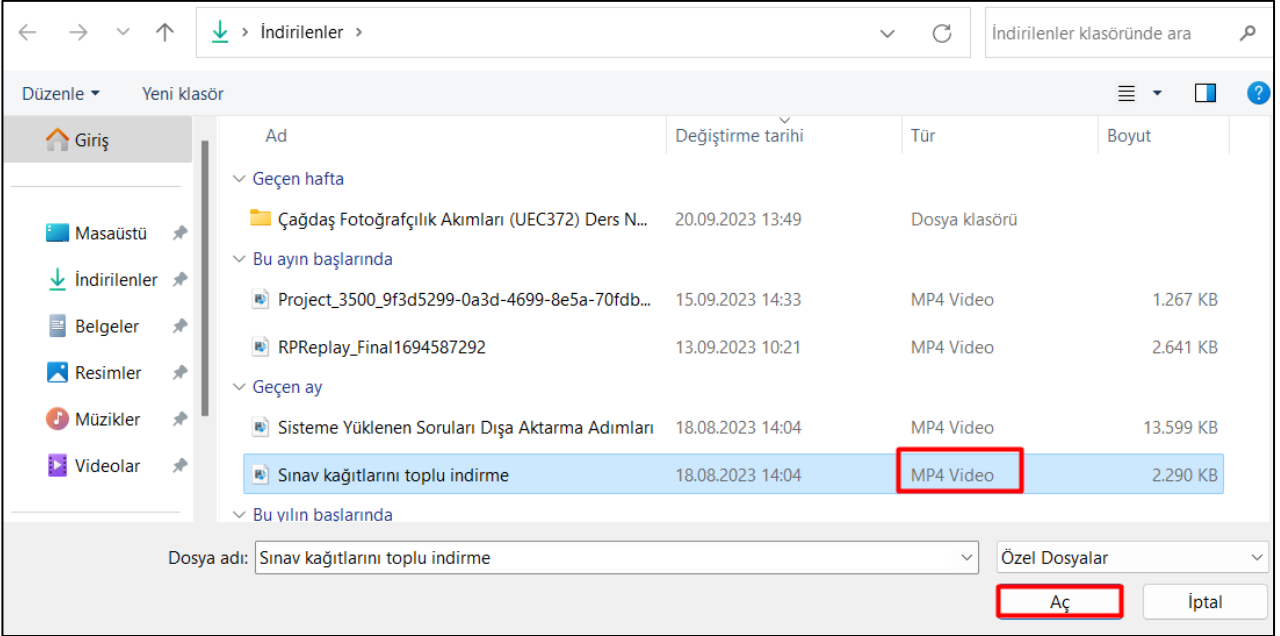 İndirilenler
İndirilenler klasöründe ara
Düzenle Yeni klasör
Giriş
Masaüstü
İndirilenler
Belgeler
Resimler
Müzikler
Videolar
Ad Değiştirme tarihi Tür Boyut
Geçen hafta
Çağdaş Fotoğrafçılık Akımları (UEC372) Ders N... 20.09.2023 13:49 Dosya klasörü
Bu ayın başlarında
Project_3500_9f3d5299-0a3d-4699-8e5a-70fdb... 15.09.2023 14:33 MP4 Video 1.267 KB
RPReplay_Final1694587292 13.09.2023 10:21 MP4 Video 2.641 KB
Geçen ay
Sisteme Yüklenen Soruları Dışa Aktarma Adımları 18.08.2023 14:04 MP4 Video 13.599 KB
Sınav kağıtlarını toplu indirme 18.08.2023 14:04 MP4 Video 2.290 KB
Bu yılın başlarında
Dosya adı: Sınav kağıtlarını toplu indirme Özel Dosyalar
Aç İptal